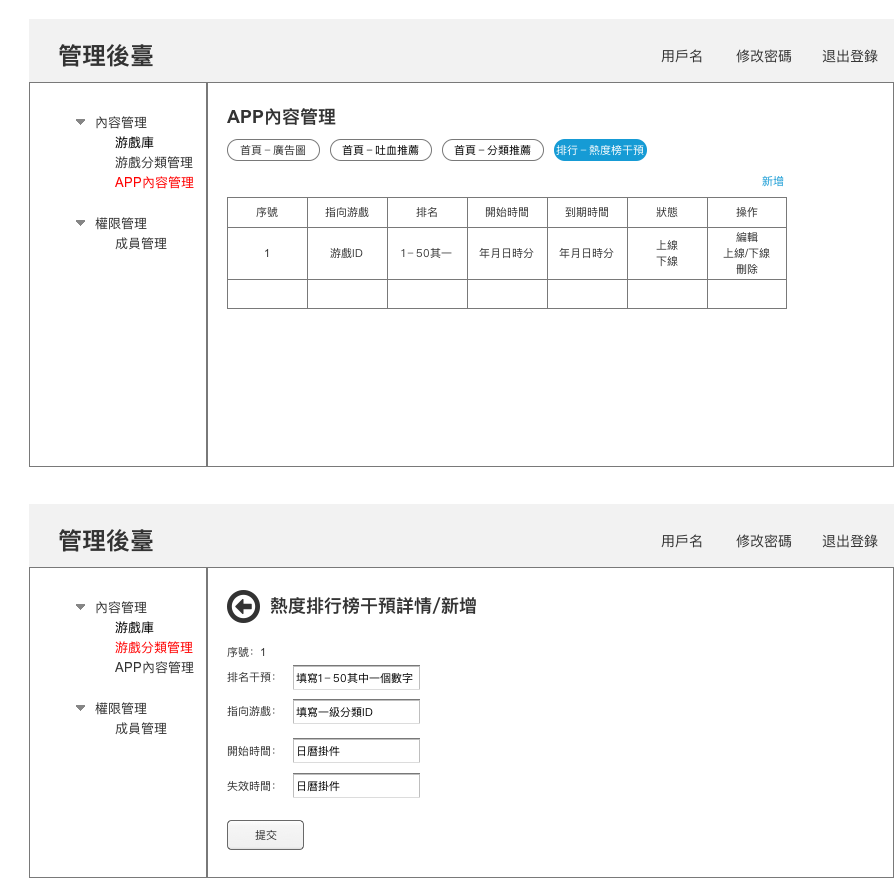 管理後臺
用戶名 修改密碼 退出登錄
內容管理
游戲庫
游戲分類管理
APP內容管理
權限管理
成員管理
APP內容管理
首頁－廣告圖 首頁－吐血推薦 首頁－分類推薦 排行－熱度榜干預
新增
序號 指向游戲 排名 開始時間 到期時間 狀態 操作
1 游戲ID 1－50其一 年月日時分 年月日時分 上線 下線 編輯 上線/下線 刪除
管理後臺
用戶名 修改密碼 退出登錄
內容管理
游戲庫
游戲分類管理
APP內容管理
權限管理
成員管理
熱度排行榜干預詳情/新增
序號：1
排名干預： 填寫1－50其中一個數字
指向游戲： 填寫一級分類ID
開始時間： 日曆掛件
失效時間： 日曆掛件
提交